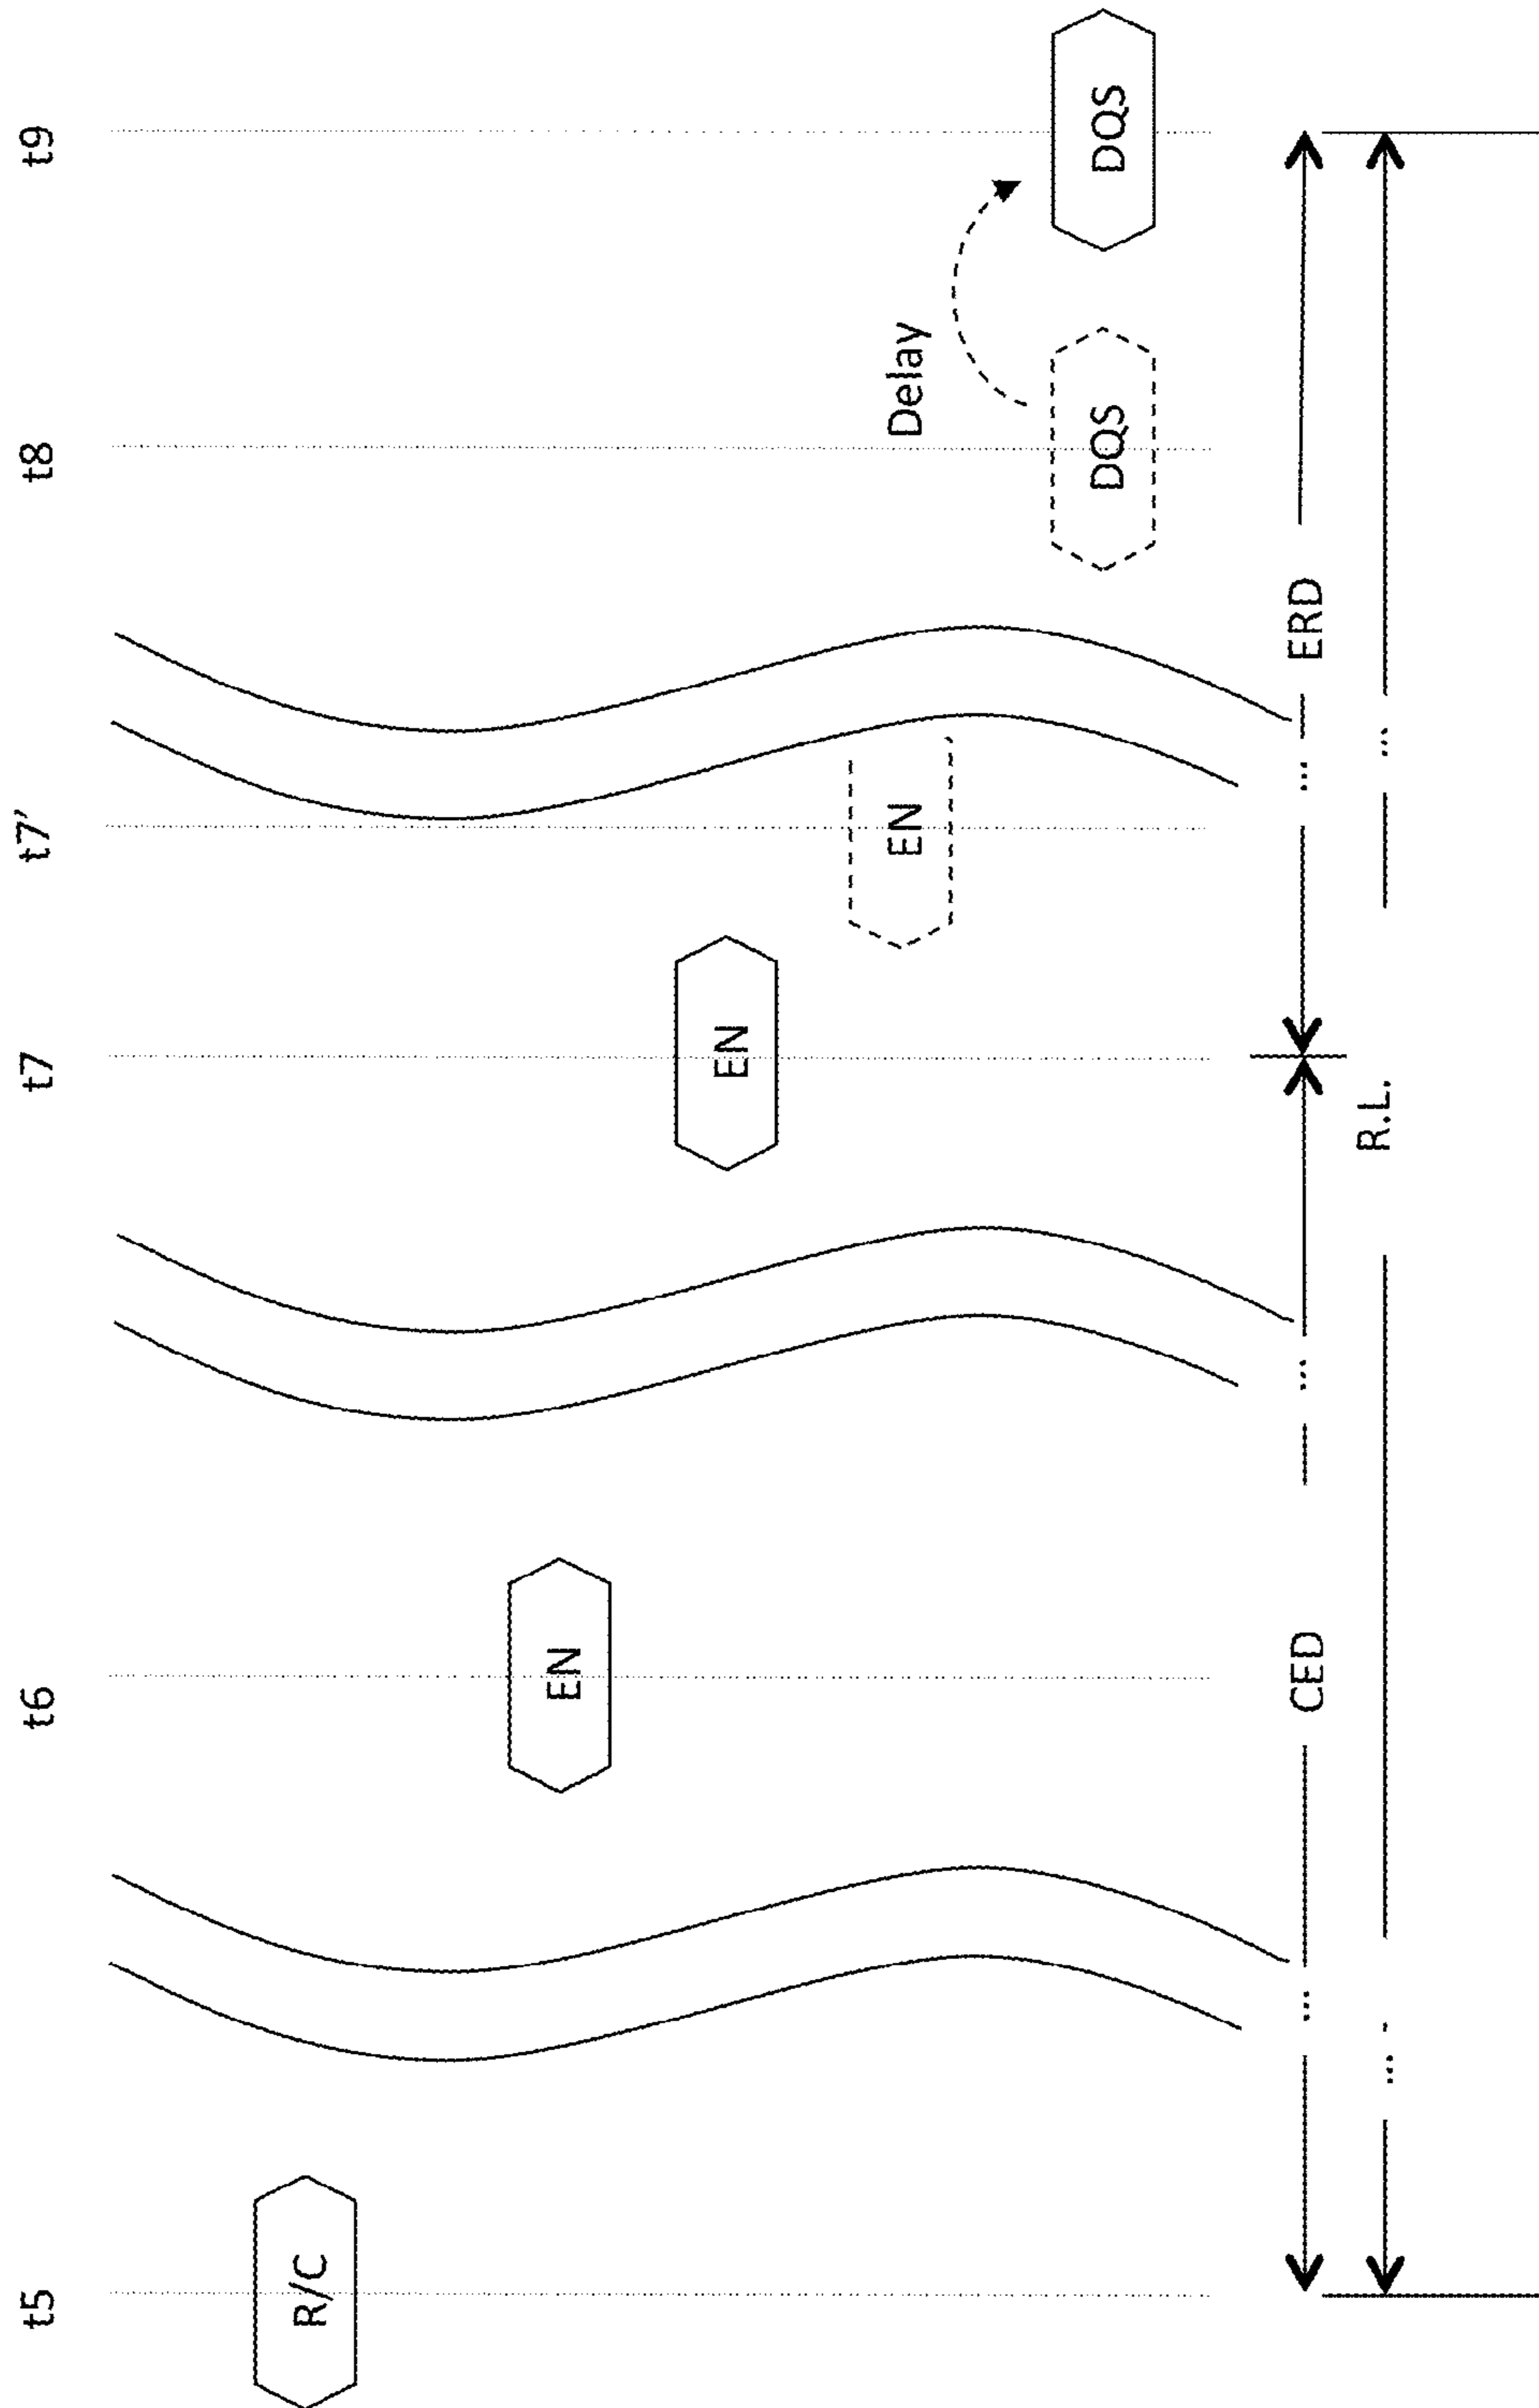 t5 t6 t7 t7′ t8 t9
R/C
EN
EN
EN
Delay
DQS DQS
CED ... ... ... ERD
R.L. ... ...